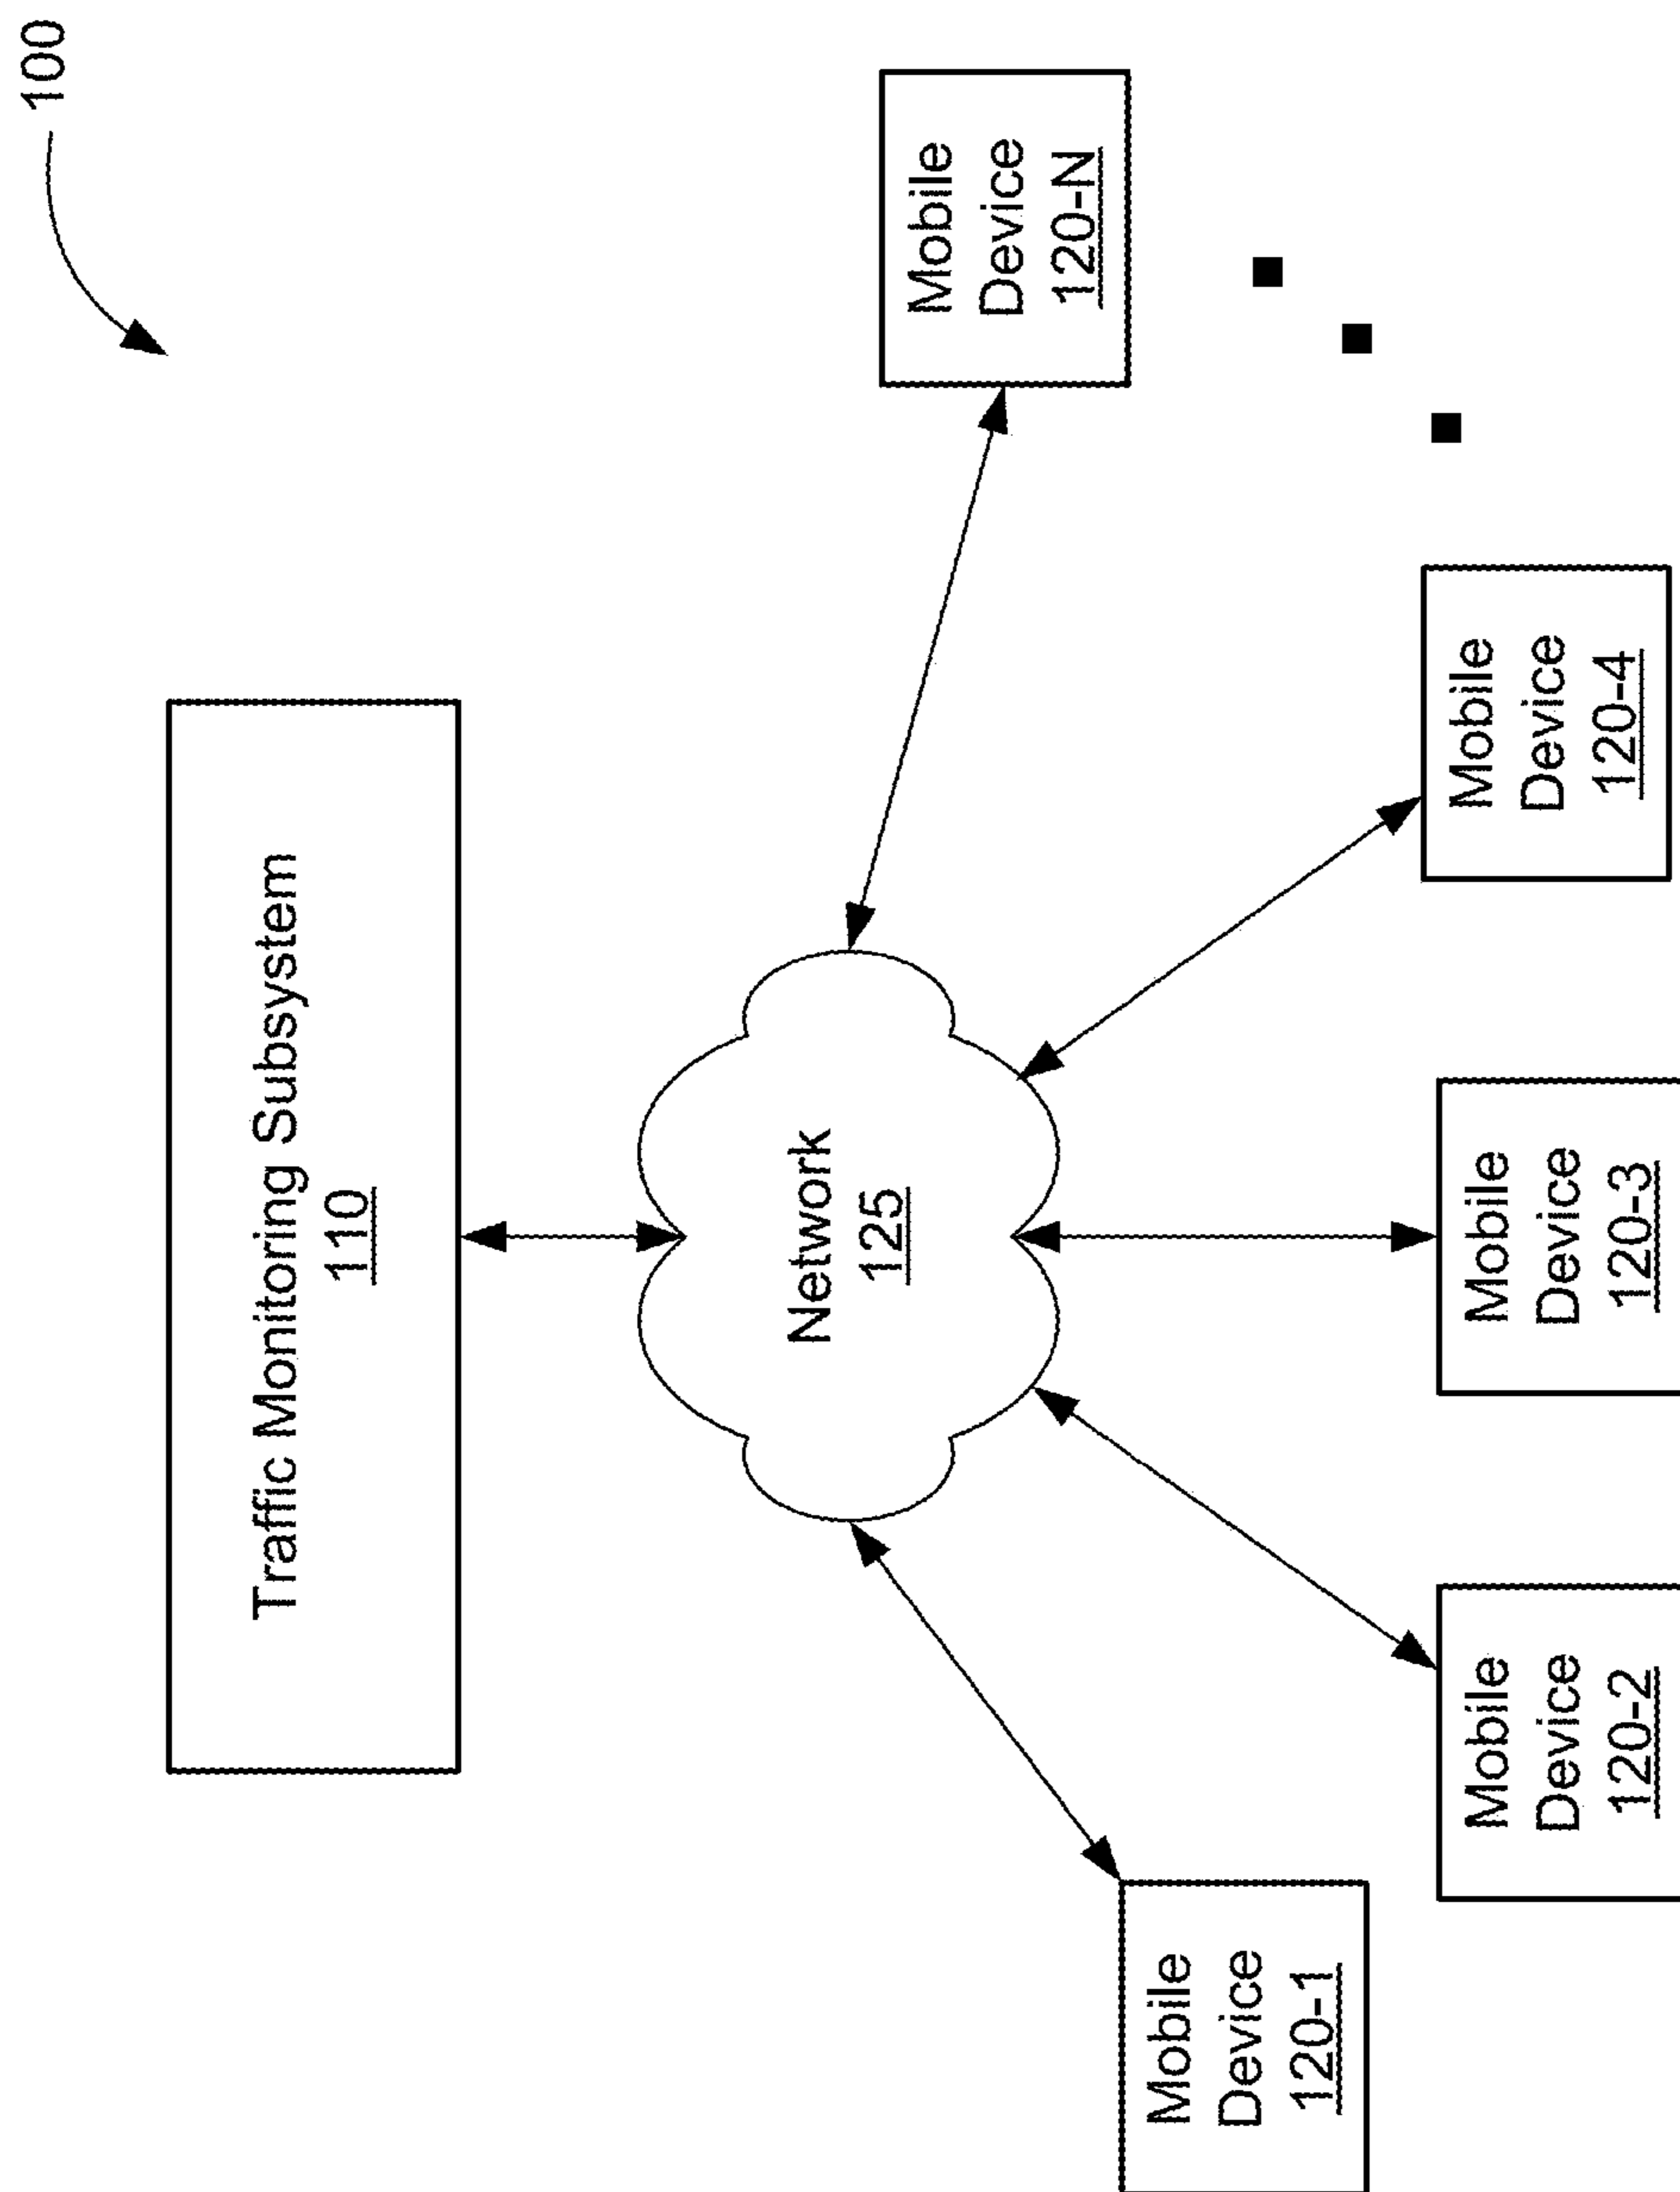 100
Traffic Monitoring Subsystem
110
Network
125
Mobile
Device
120-1
Mobile
Device
120-2
Mobile
Device
120-3
Mobile
Device
120-4
Mobile
Device
120-N